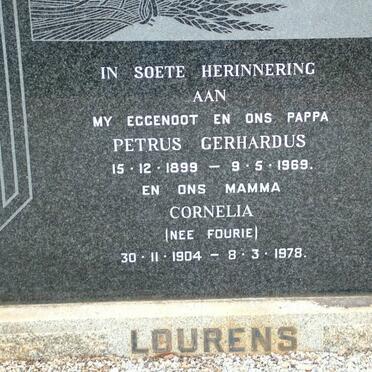 IN SOETE HERINNERING
AAN
MY EGGENOOT EN ONS PAPPA
PETRUS GERHARDUS
15 · 12 · 1899 — 9 · 5 · 1969.
EN ONS MAMMA
CORNELIA
(NEE FOURIE)
30 · 11 · 1904 — 8 · 3 · 1978.
LOURENS